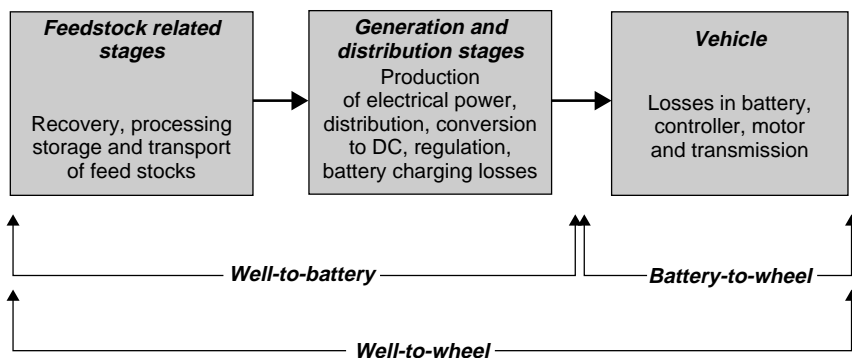 Feedstock related
stages
Recovery, processing
storage and transport
of feed stocks
Generation and
distribution stages
Production
of electrical power,
distribution, conversion
to DC, regulation,
battery charging losses
Vehicle
Losses in battery,
controller, motor
and transmission
Well-to-battery
Battery-to-wheel
Well-to-wheel